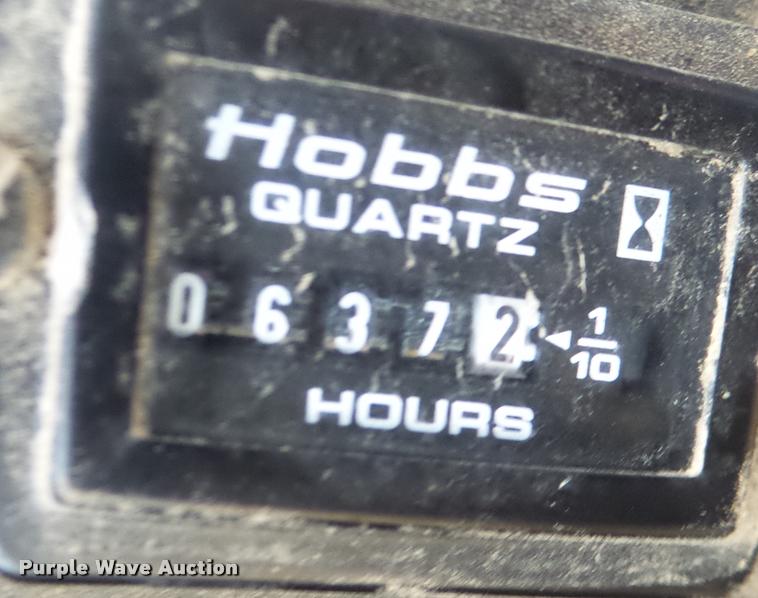 Hobbs
QUARTZ
0 6 3 7 2 1/10
HOURS
Purple Wave Auction